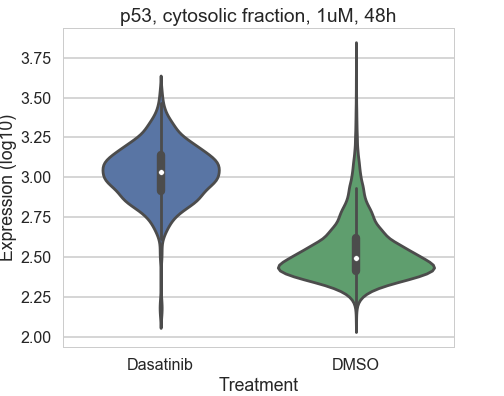 p53, cytosolic fraction, 1uM, 48h
Expression (log10)
3.75
3.50
3.25
3.00
2.75
2.50
2.25
2.00
Dasatinib
DMSO
Treatment